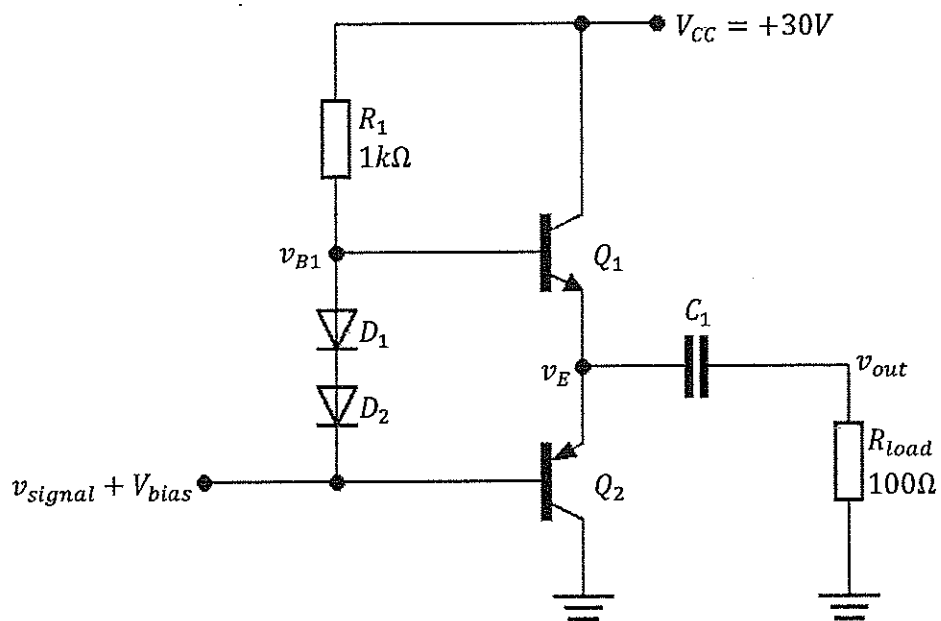 V_CC = +30V
R_1
1kΩ
v_B1
Q_1
D_1
C_1
v_E
v_out
D_2
R_load
100Ω
v_signal + V_bias
Q_2